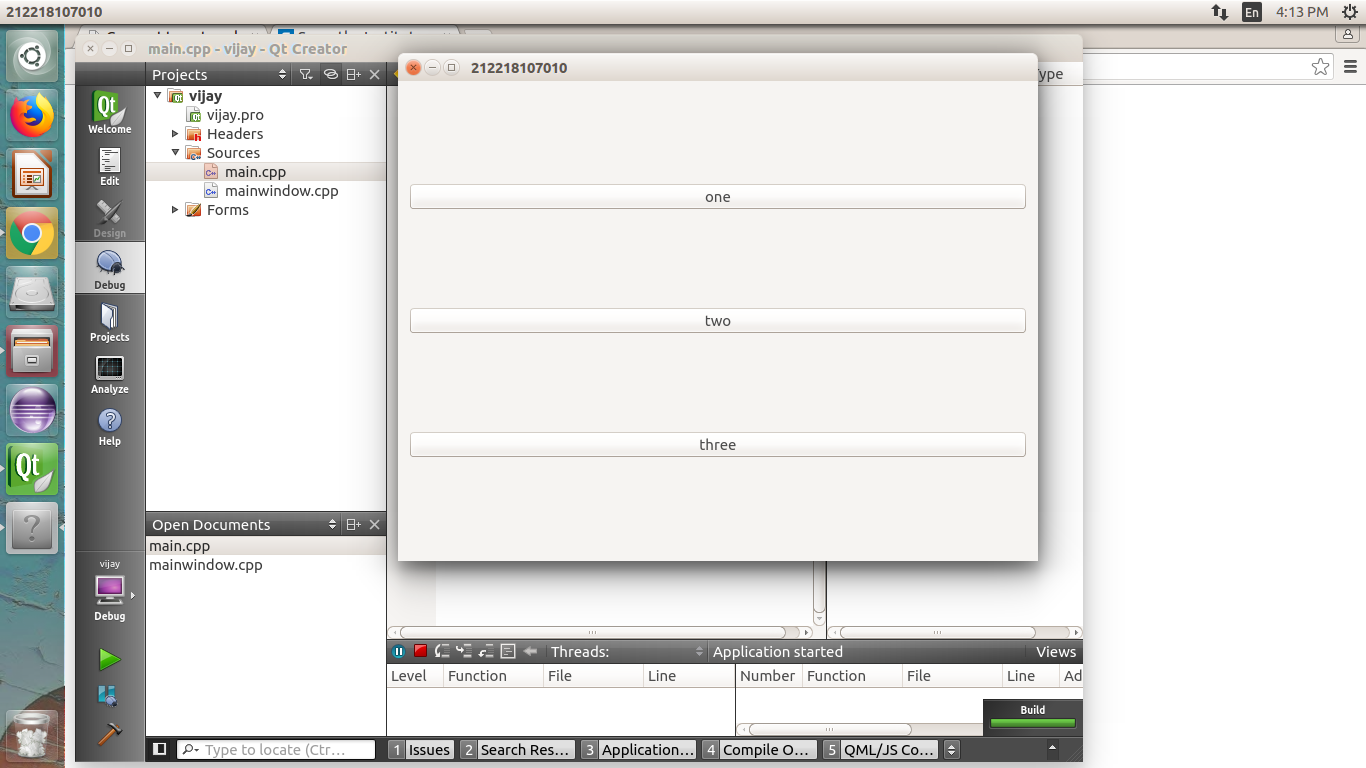 212218107010
En
4:13 PM
main.cpp - vijay - Qt Creator
212218107010
Projects
Type
vijay
vijay.pro
Headers
Sources
main.cpp
mainwindow.cpp
Forms
Qt
Welcome
Edit
Design
Debug
Projects
Analyze
Help
one
two
three
Open Documents
main.cpp
mainwindow.cpp
vijay
Debug
Qt
Threads:
Application started
Views
Level Function File Line
Number Function File Line Ad
Build
Type to locate (Ctr...
1 Issues
2 Search Res...
3 Application...
4 Compile O...
5 QML/JS Co...